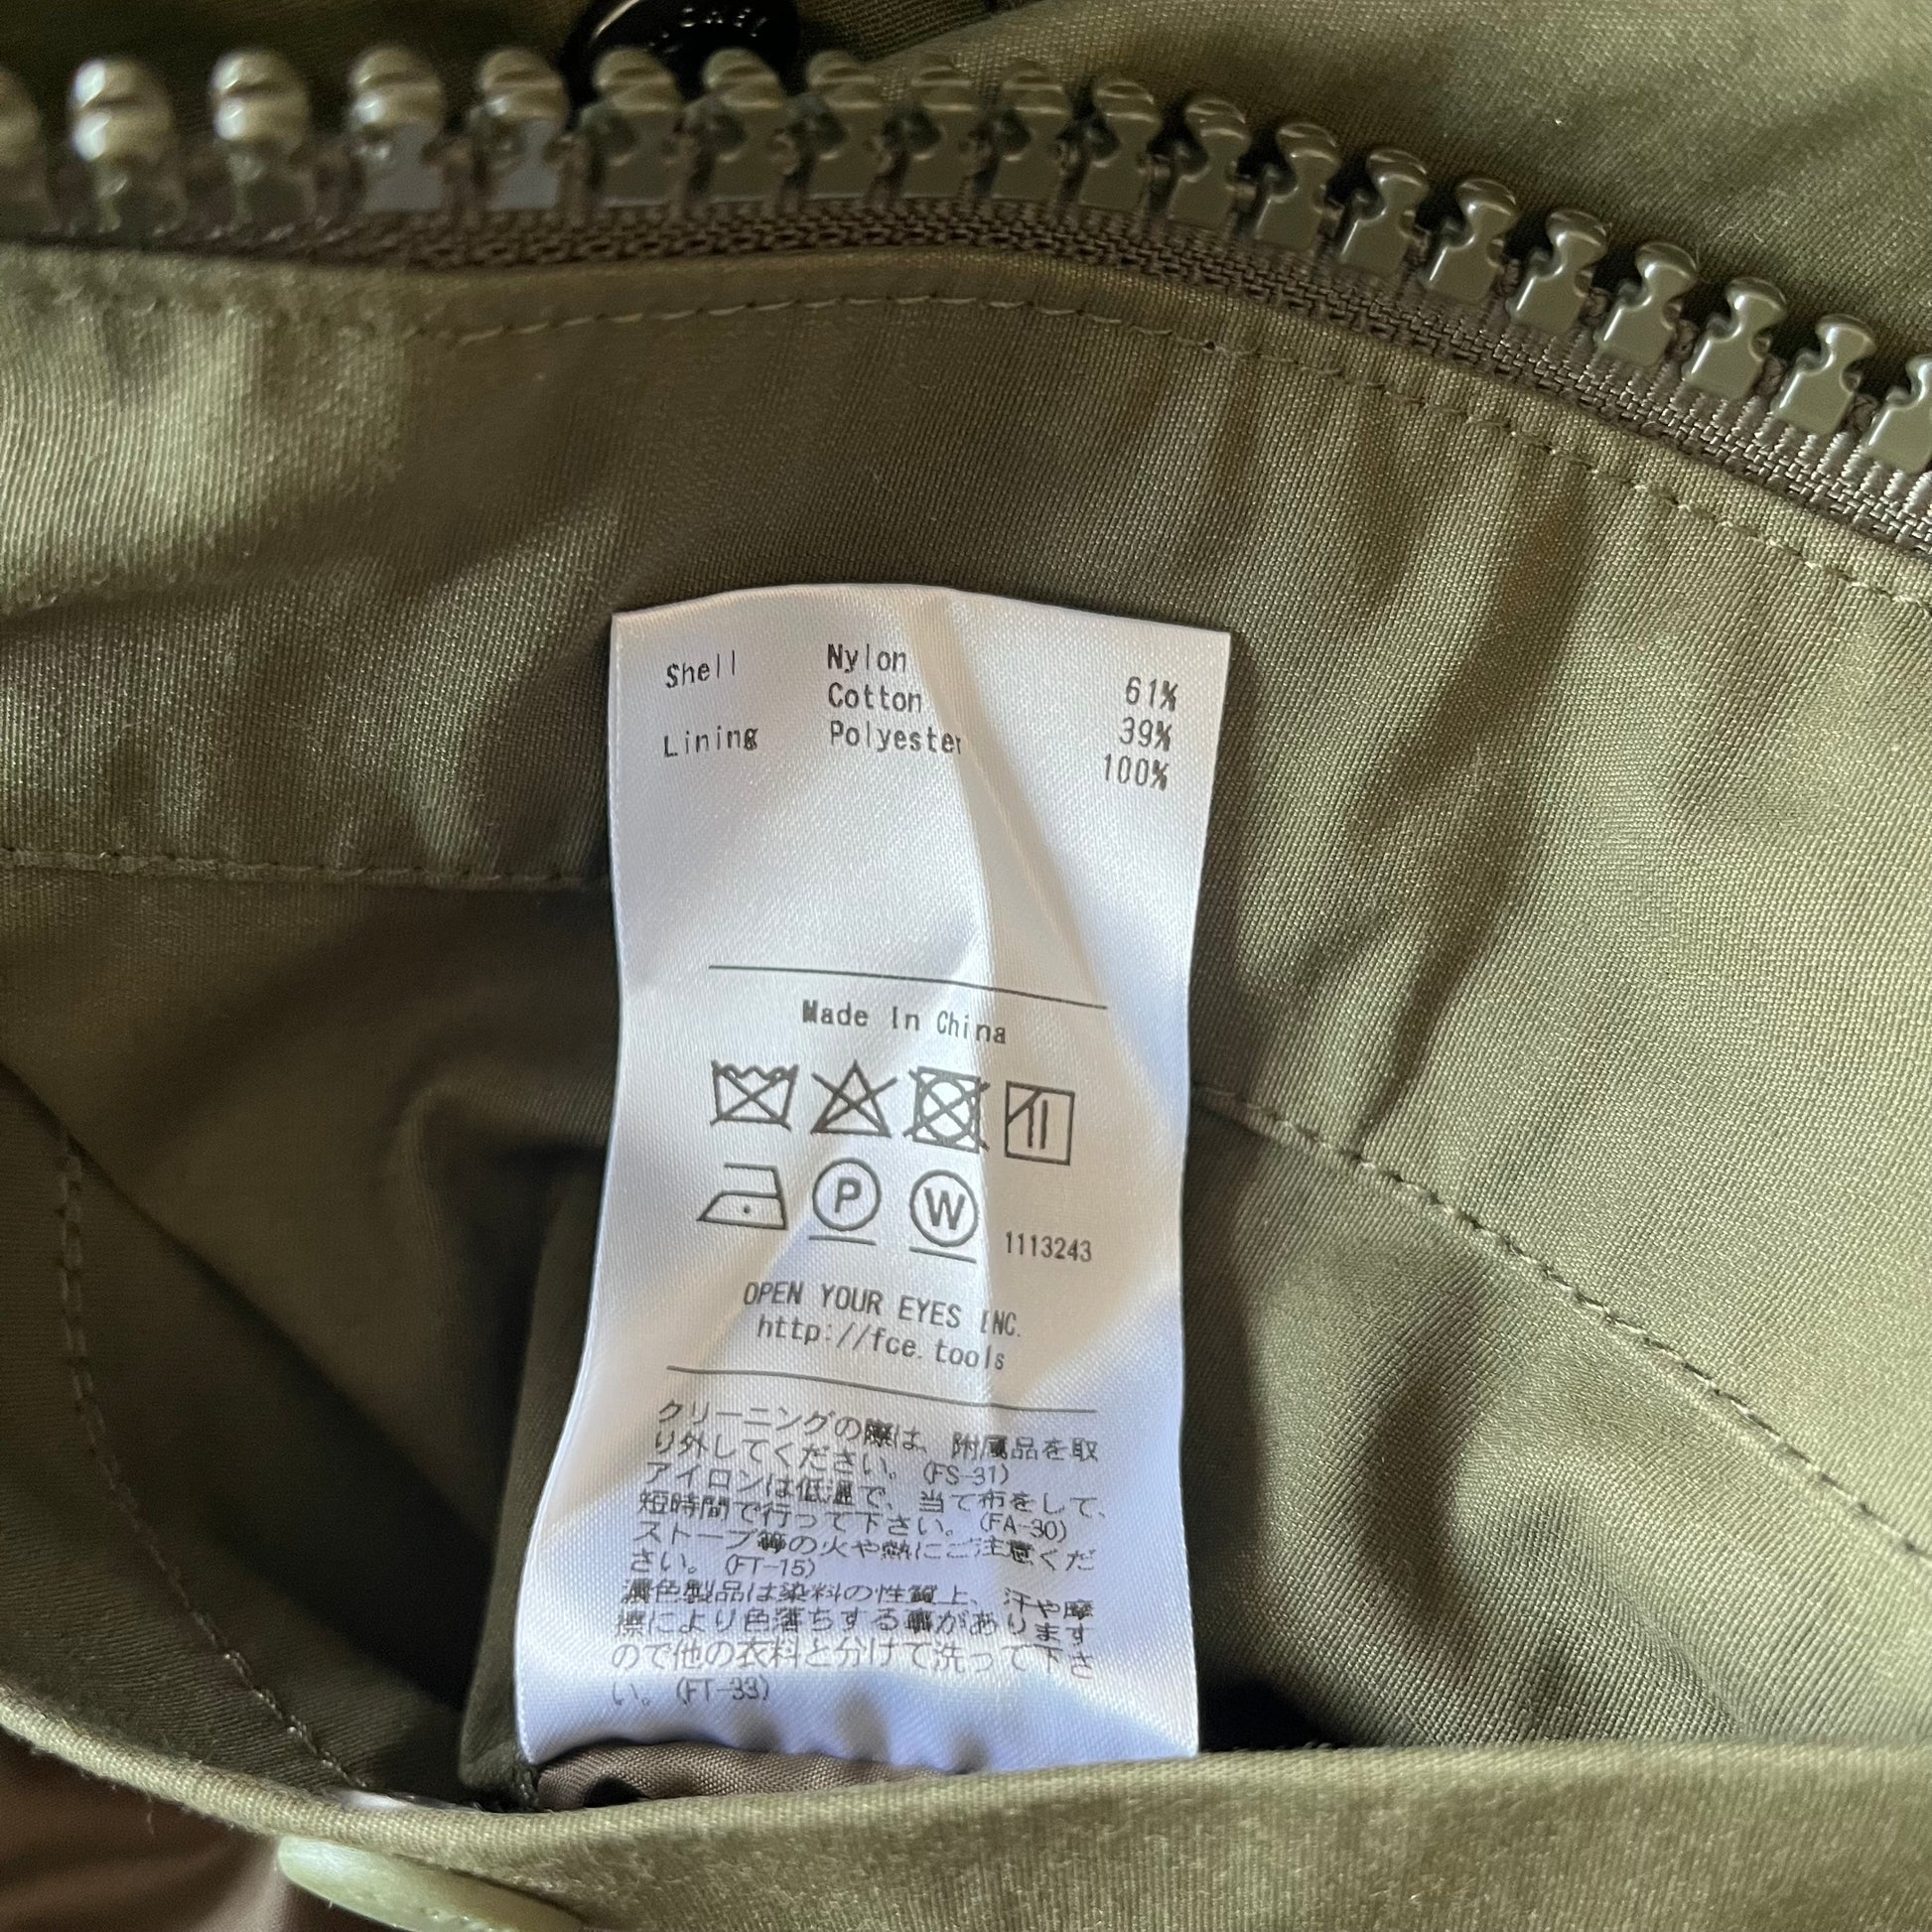 Shell Nylon 61%
Cotton 39%
Lining Polyester 100%
Made In China
P W 1113243
OPEN YOUR EYES INC.
http://fce.tools
クリーニングの際は、附属品を取
り外してください。(FS-31)
アイロンは低温で、当て布をして、
短時間で行って下さい。(FA-30)
ストーブ等の火や熱にご注意くだ
さい。(FT-15)
濃色製品は染料の性質上、汗や摩
擦により色落ちする事があります
ので他の衣料と分けて洗って下さ
い。(FT-33)